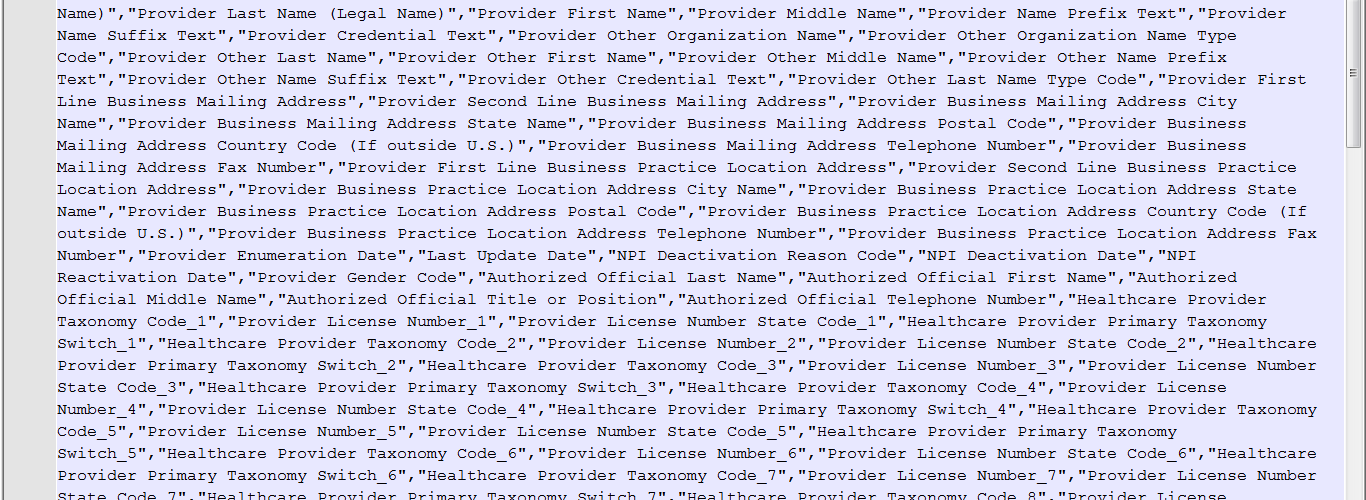 Name)","Provider Last Name (Legal Name)","Provider First Name","Provider Middle Name","Provider Name Prefix Text","Provider
Name Suffix Text","Provider Credential Text","Provider Other Organization Name","Provider Other Organization Name Type
Code","Provider Other Last Name","Provider Other First Name","Provider Other Middle Name","Provider Other Name Prefix
Text","Provider Other Name Suffix Text","Provider Other Credential Text","Provider Other Last Name Type Code","Provider First
Line Business Mailing Address","Provider Second Line Business Mailing Address","Provider Business Mailing Address City
Name","Provider Business Mailing Address State Name","Provider Business Mailing Address Postal Code","Provider Business
Mailing Address Country Code (If outside U.S.)","Provider Business Mailing Address Telephone Number","Provider Business
Mailing Address Fax Number","Provider First Line Business Practice Location Address","Provider Second Line Business Practice
Location Address","Provider Business Practice Location Address City Name","Provider Business Practice Location Address State
Name","Provider Business Practice Location Address Postal Code","Provider Business Practice Location Address Country Code (If
outside U.S.)","Provider Business Practice Location Address Telephone Number","Provider Business Practice Location Address Fax
Number","Provider Enumeration Date","Last Update Date","NPI Deactivation Reason Code","NPI Deactivation Date","NPI
Reactivation Date","Provider Gender Code","Authorized Official Last Name","Authorized Official First Name","Authorized
Official Middle Name","Authorized Official Title or Position","Authorized Official Telephone Number","Healthcare Provider
Taxonomy Code_1","Provider License Number_1","Provider License Number State Code_1","Healthcare Provider Primary Taxonomy
Switch_1","Healthcare Provider Taxonomy Code_2","Provider License Number_2","Provider License Number State Code_2","Healthcare
Provider Primary Taxonomy Switch_2","Healthcare Provider Taxonomy Code_3","Provider License Number_3","Provider License Number
State Code_3","Healthcare Provider Primary Taxonomy Switch_3","Healthcare Provider Taxonomy Code_4","Provider License
Number_4","Provider License Number State Code_4","Healthcare Provider Primary Taxonomy Switch_4","Healthcare Provider Taxonomy
Code_5","Provider License Number_5","Provider License Number State Code_5","Healthcare Provider Primary Taxonomy
Switch_5","Healthcare Provider Taxonomy Code_6","Provider License Number_6","Provider License Number State Code_6","Healthcare
Provider Primary Taxonomy Switch_6","Healthcare Provider Taxonomy Code_7","Provider License Number_7","Provider License Number
State Code_7","Healthcare Provider Primary Taxonomy Switch_7","Healthcare Provider Taxonomy Code_8","Provider License